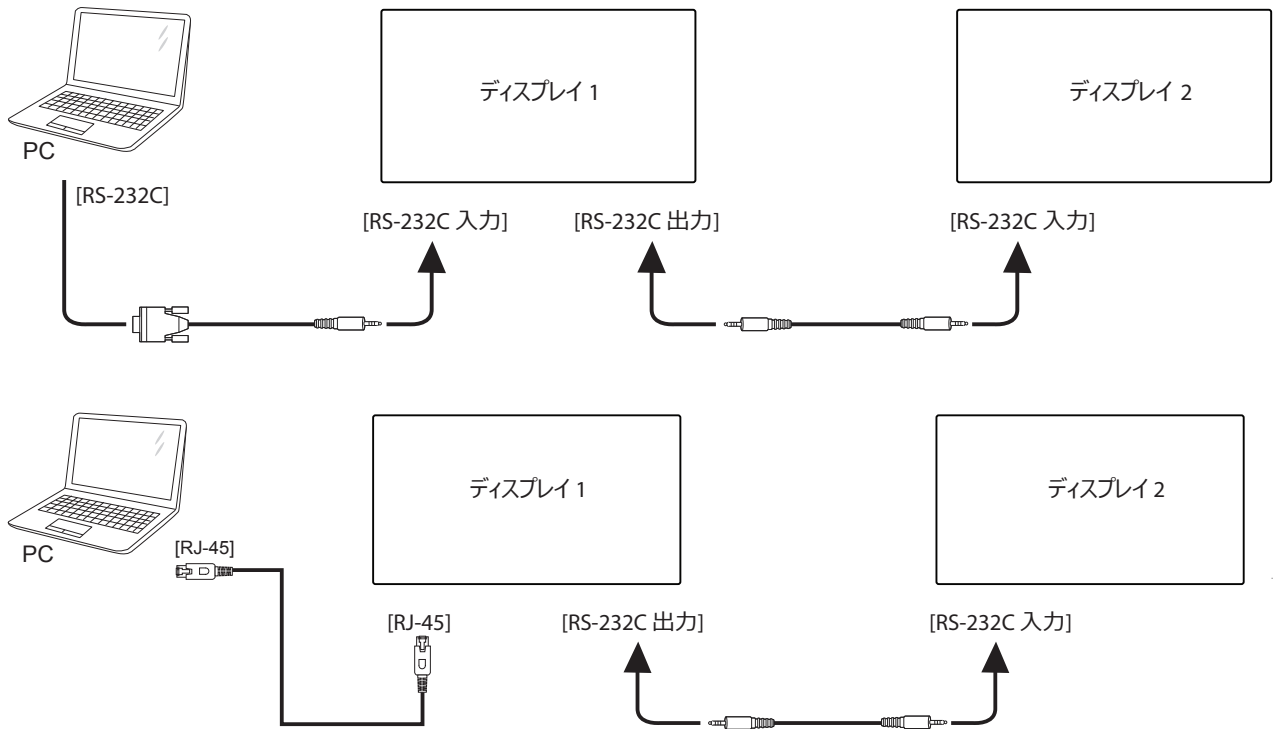 ディスプレイ 1
ディスプレイ 2
PC
[RS-232C]
[RS-232C 入力]
[RS-232C 出力]
[RS-232C 入力]
ディスプレイ 1
ディスプレイ 2
PC
[RJ-45]
[RJ-45]
[RS-232C 出力]
[RS-232C 入力]